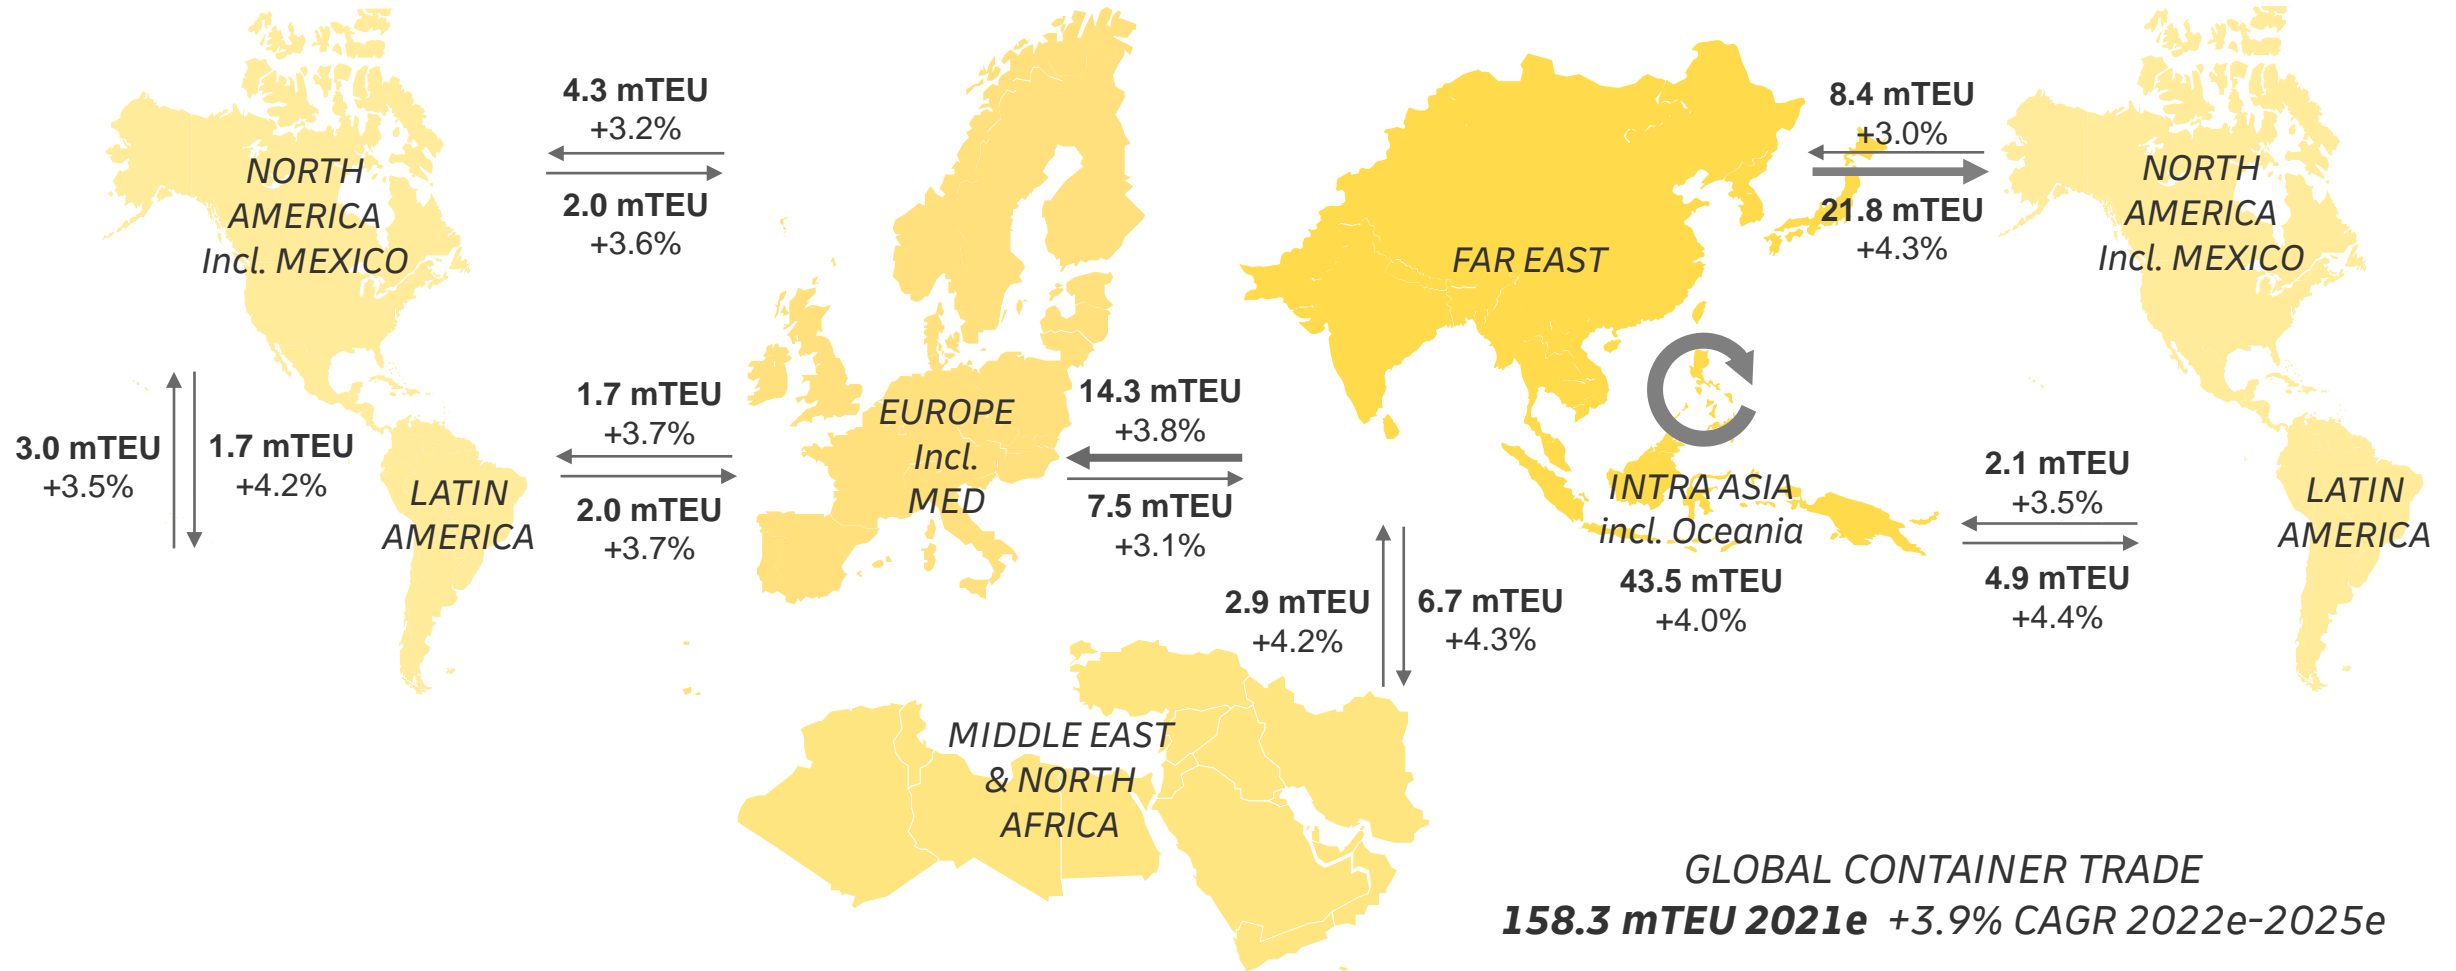 NORTH
AMERICA
Incl. MEXICO
4.3 mTEU
+3.2%
2.0 mTEU
+3.6%
FAR EAST
8.4 mTEU
+3.0%
21.8 mTEU
+4.3%
NORTH
AMERICA
Incl. MEXICO
3.0 mTEU
+3.5%
1.7 mTEU
+4.2%
LATIN
AMERICA
1.7 mTEU
+3.7%
2.0 mTEU
+3.7%
EUROPE
Incl.
MED
14.3 mTEU
+3.8%
7.5 mTEU
+3.1%
2.9 mTEU
+4.2%
6.7 mTEU
+4.3%
INTRA ASIA
incl. Oceania
43.5 mTEU
+4.0%
2.1 mTEU
+3.5%
4.9 mTEU
+4.4%
LATIN
AMERICA
MIDDLE EAST
& NORTH
AFRICA
GLOBAL CONTAINER TRADE
158.3 mTEU 2021e +3.9% CAGR 2022e-2025e